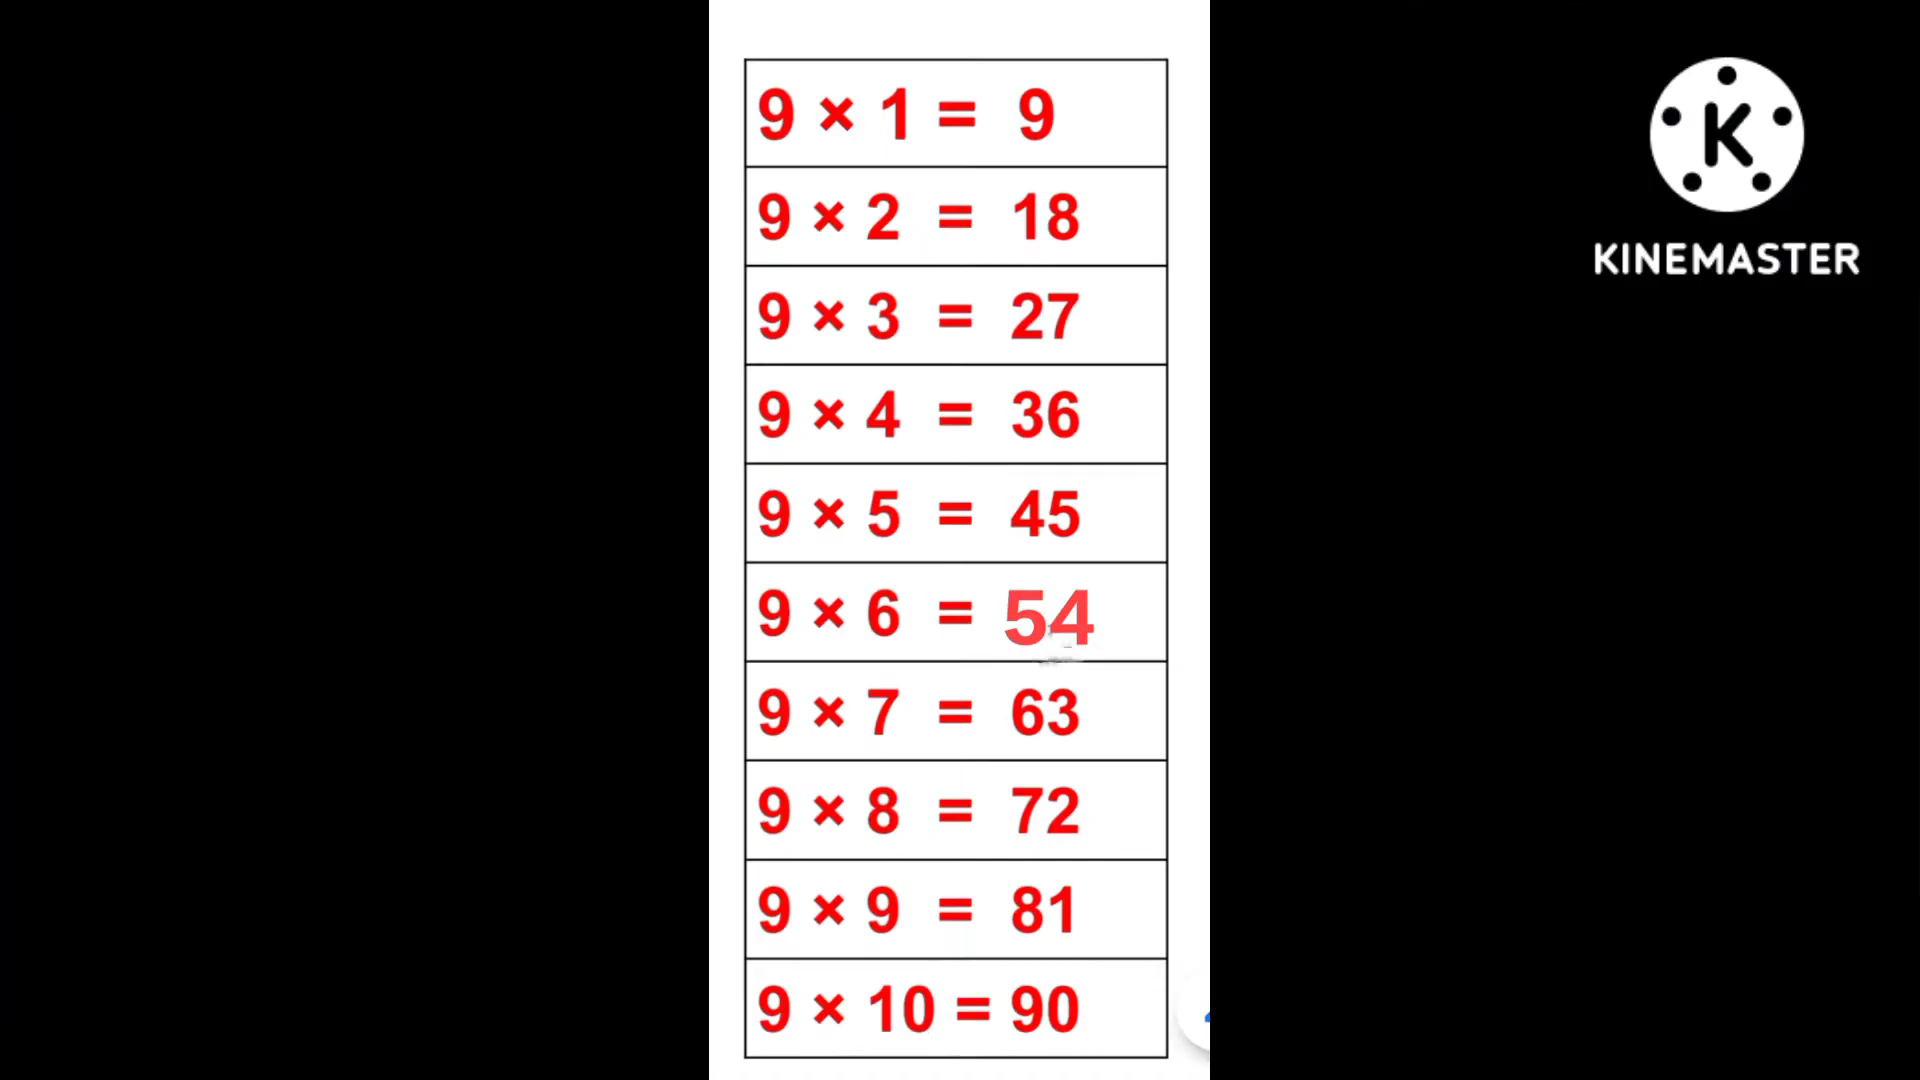 9 × 1 = 9
9 × 2 = 18
9 × 3 = 27
9 × 4 = 36
9 × 5 = 45
9 × 6 = 54
9 × 7 = 63
9 × 8 = 72
9 × 9 = 81
9 × 10 = 90
K
KINEMASTER